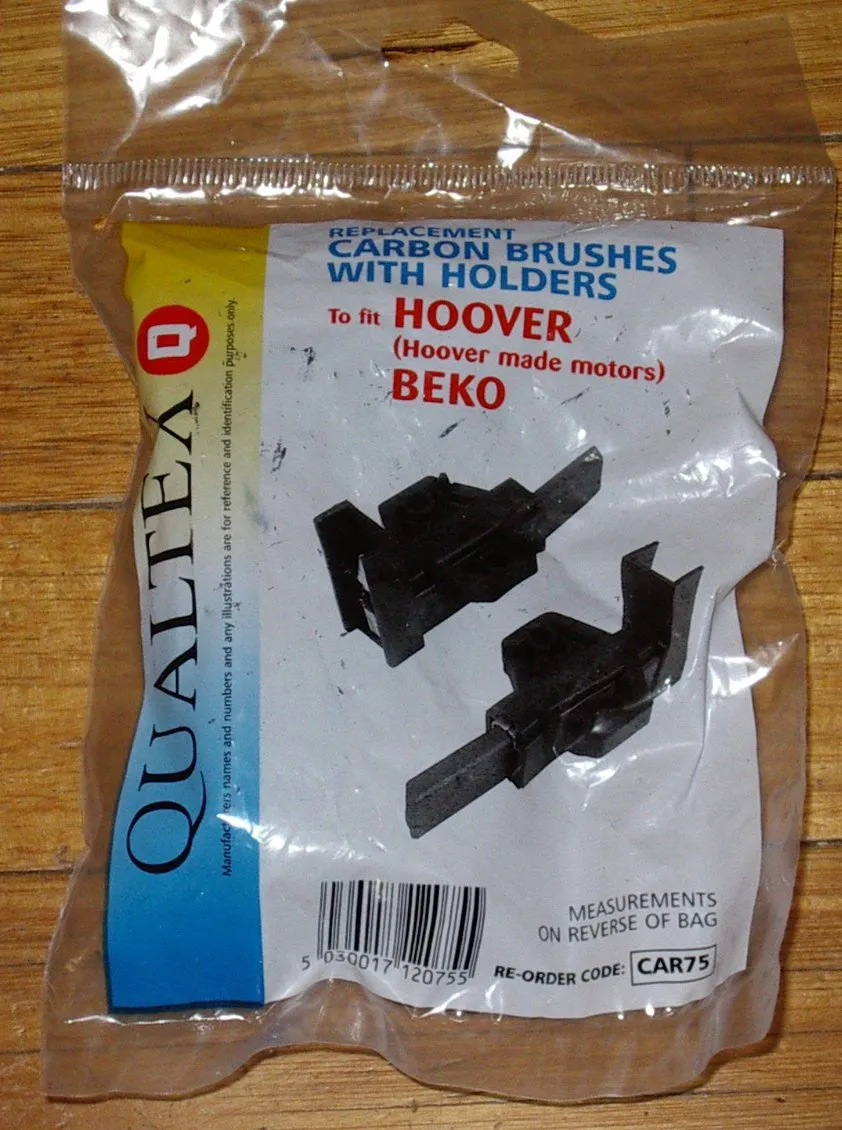 REPLACEMENT
CARBON BRUSHES
WITH HOLDERS
To fit HOOVER
(Hoover made motors)
BEKO
Q
QUALTEX
Manufacturers names and numbers and any illustrations are for reference and identification purposes only.
5 030017 120755
MEASUREMENTS
ON REVERSE OF BAG
RE-ORDER CODE: CAR75